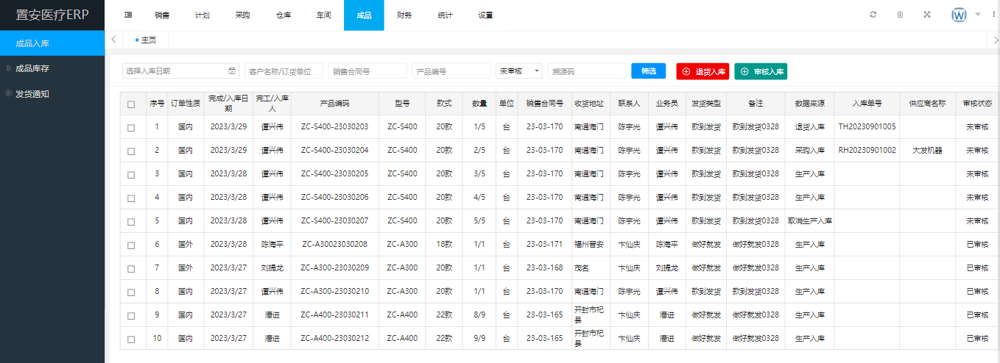 置安医疗ERP
销售 计划 采购 仓库 车间 成品 财务 统计 设置
成品入库
主页
成品库存
发货通知
选择入库日期 客户名称/订货单位 销售合同号 产品编号 未审核 溯源码 筛选 退货入库 审核入库
序号 订单性质 完成/入库日期 完工/入库人 产品编码 型号 款式 数量 单位 销售合同号 收货地址 联系人 业务员 发货类型 备注 数据来源 入库单号 供应商名称 审核状态
1 国内 2023/3/29 谭兴伟 ZC-S400-23030203 ZC-S400 20款 1/5 台 23-03-170 南通海门 陈宇光 谭兴伟 款到发货 款到发货0328 退货入库 TH20230901005 未审核
2 国内 2023/3/29 谭兴伟 ZC-S400-23030204 ZC-S400 20款 2/5 台 23-03-170 南通海门 陈宇光 谭兴伟 款到发货 款到发货0328 采购入库 RH20230901002 大发机器 未审核
3 国内 2023/3/28 谭兴伟 ZC-S400-23030205 ZC-S400 20款 3/5 台 23-03-170 南通海门 陈宇光 谭兴伟 款到发货 款到发货0328 生产入库 未审核
4 国内 2023/3/28 谭兴伟 ZC-S400-23030206 ZC-S400 20款 4/5 台 23-03-170 南通海门 陈宇光 谭兴伟 款到发货 款到发货0328 生产入库 未审核
5 国内 2023/3/28 谭兴伟 ZC-S400-23030207 ZC-S400 20款 5/5 台 23-03-170 南通海门 陈宇光 谭兴伟 款到发货 款到发货0328 取消生产入库 未审核
6 国外 2023/3/28 陈海平 ZC-A30023030208 ZC-A300 18款 1/1 台 23-03-171 福州晋安 卞仙庆 陈海平 做好就发 做好就发0328 生产入库 已审核
7 国外 2023/3/27 刘提龙 ZC-A300-23030209 ZC-A300 20款 1/1 台 23-03-168 茂名 卞仙庆 刘提龙 做好就发 做好就发0328 生产入库 已审核
8 国内 2023/3/27 谭兴伟 ZC-A300-23030210 ZC-A300 20款 1/1 台 23-03-170 南通海门 卞仙庆 谭兴伟 做好就发 做好就发0328 生产入库 已审核
9 国内 2023/3/27 潘进 ZC-A400-23030211 ZC-A400 22款 8/9 台 23-03-165 开封市杞县 卞仙庆 潘进 做好就发 做好就发0328 生产入库 已审核
10 国内 2023/3/27 潘进 ZC-A400-23030212 ZC-A400 22款 9/9 台 23-03-165 开封市杞县 卞仙庆 潘进 做好就发 做好就发0328 生产入库 已审核